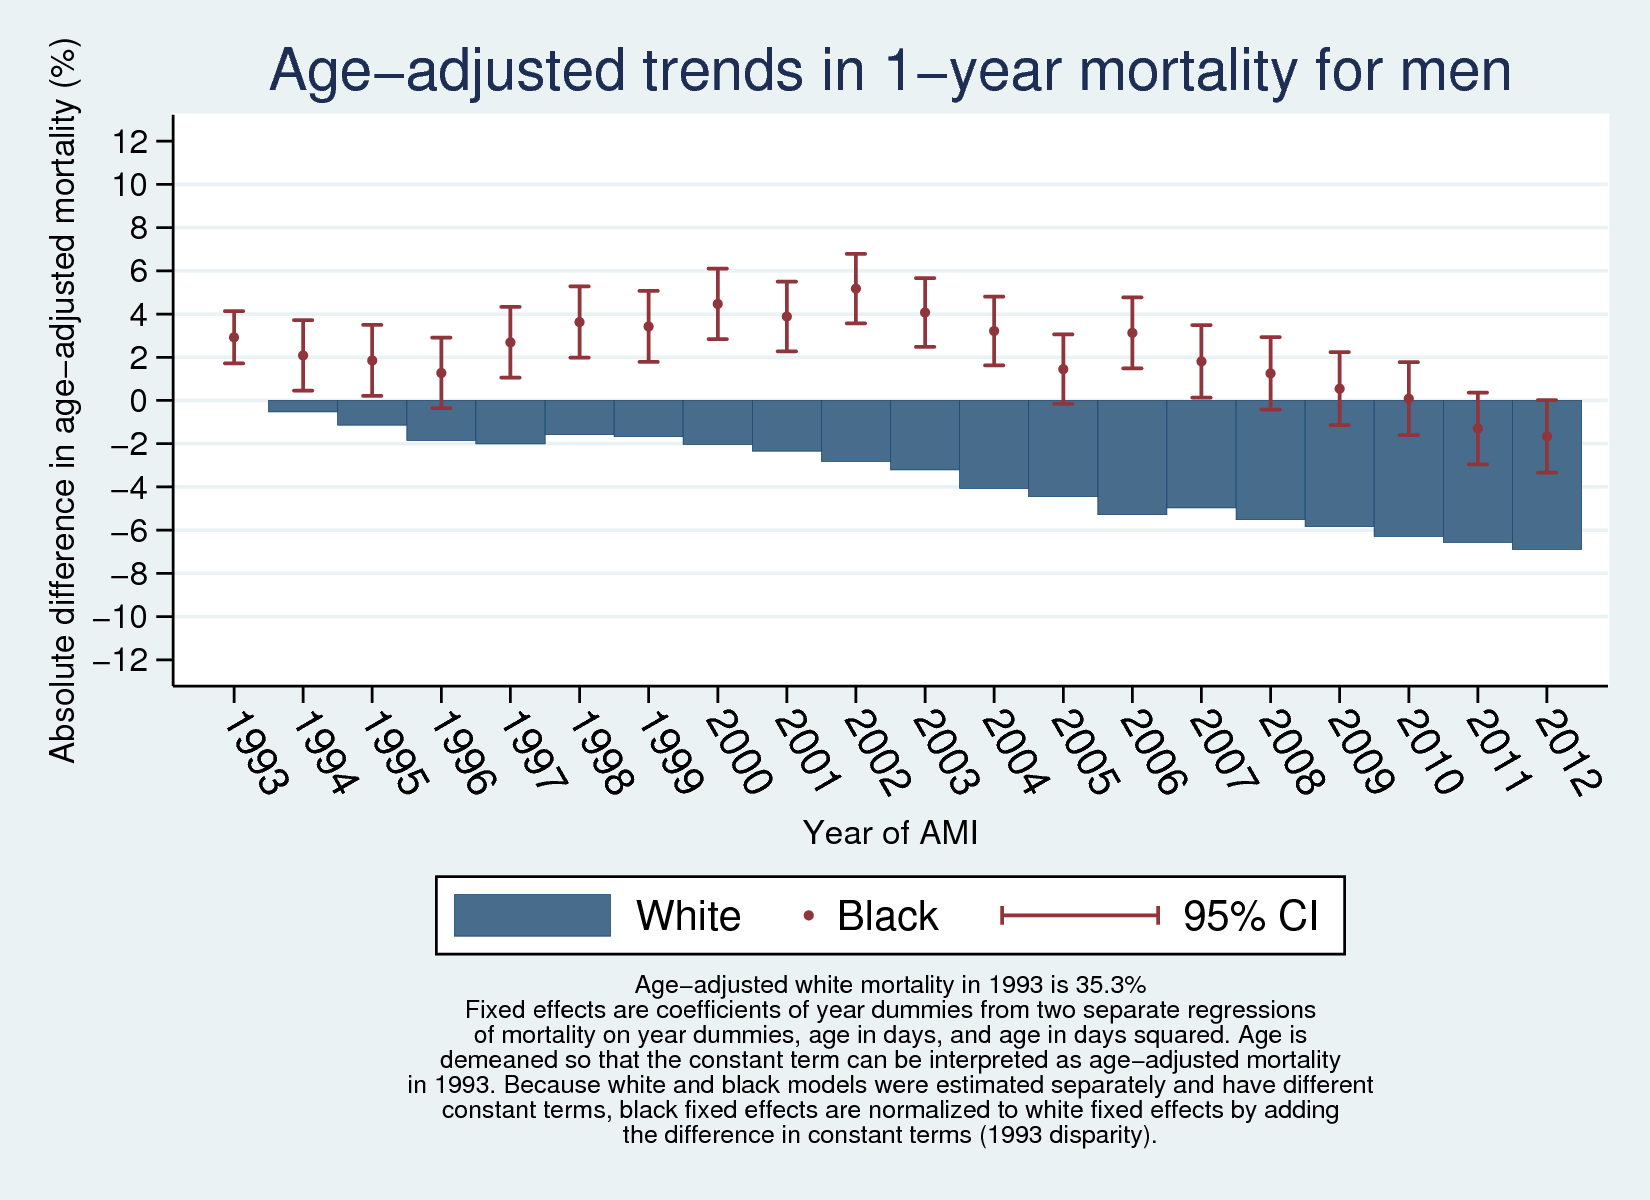 Age−adjusted trends in 1−year mortality for men
Absolute difference in age−adjusted mortality (%)
12
10
8
6
4
2
0
−2
−4
−6
−8
−10
−12
1993
1994
1995
1996
1997
1998
1999
2000
2001
2002
2003
2004
2005
2006
2007
2008
2009
2010
2011
2012
Year of AMI
White
Black
95% CI
Age−adjusted white mortality in 1993 is 35.3%
Fixed effects are coefficients of year dummies from two separate regressions
of mortality on year dummies, age in days, and age in days squared. Age is
demeaned so that the constant term can be interpreted as age−adjusted mortality
in 1993. Because white and black models were estimated separately and have different
constant terms, black fixed effects are normalized to white fixed effects by adding
the difference in constant terms (1993 disparity).